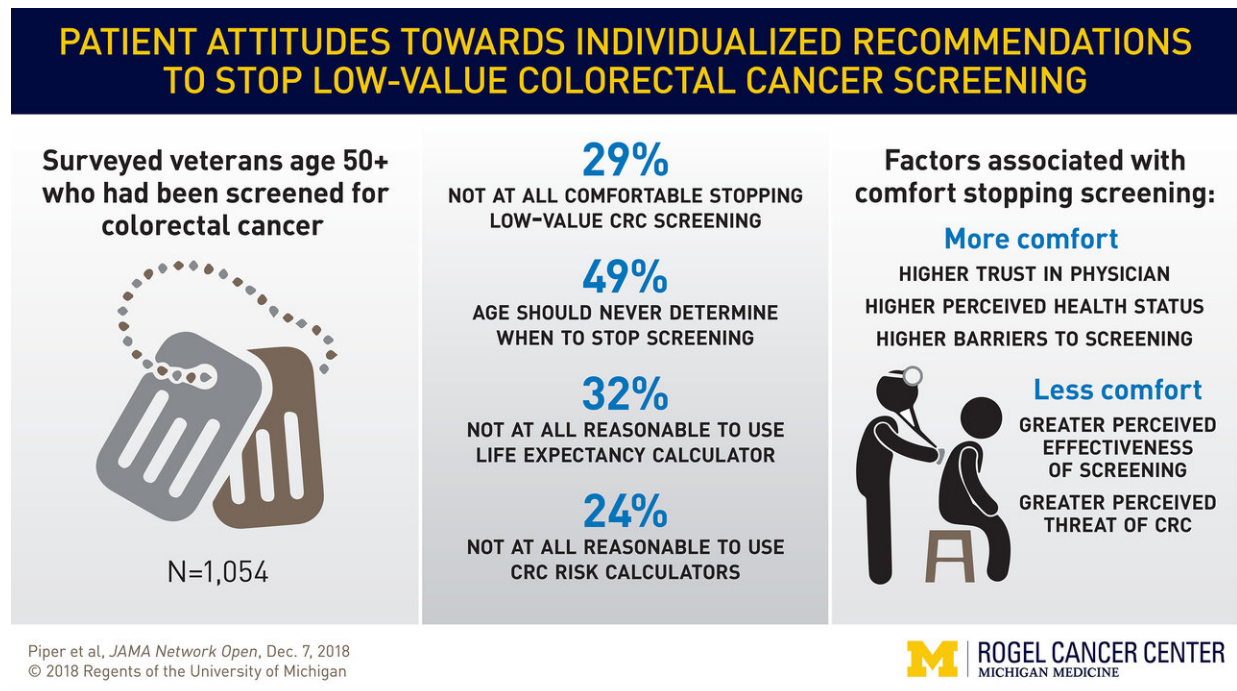 PATIENT ATTITUDES TOWARDS INDIVIDUALIZED RECOMMENDATIONS
TO STOP LOW-VALUE COLORECTAL CANCER SCREENING
Surveyed veterans age 50+
who had been screened for
colorectal cancer
N=1,054
29%
NOT AT ALL COMFORTABLE STOPPING
LOW-VALUE CRC SCREENING
49%
AGE SHOULD NEVER DETERMINE
WHEN TO STOP SCREENING
32%
NOT AT ALL REASONABLE TO USE
LIFE EXPECTANCY CALCULATOR
24%
NOT AT ALL REASONABLE TO USE
CRC RISK CALCULATORS
Factors associated with
comfort stopping screening:
More comfort
HIGHER TRUST IN PHYSICIAN
HIGHER PERCEIVED HEALTH STATUS
HIGHER BARRIERS TO SCREENING
Less comfort
GREATER PERCEIVED
EFFECTIVENESS
OF SCREENING
GREATER PERCEIVED
THREAT OF CRC
Piper et al, JAMA Network Open, Dec. 7, 2018
© 2018 Regents of the University of Michigan
M
ROGEL CANCER CENTER
MICHIGAN MEDICINE